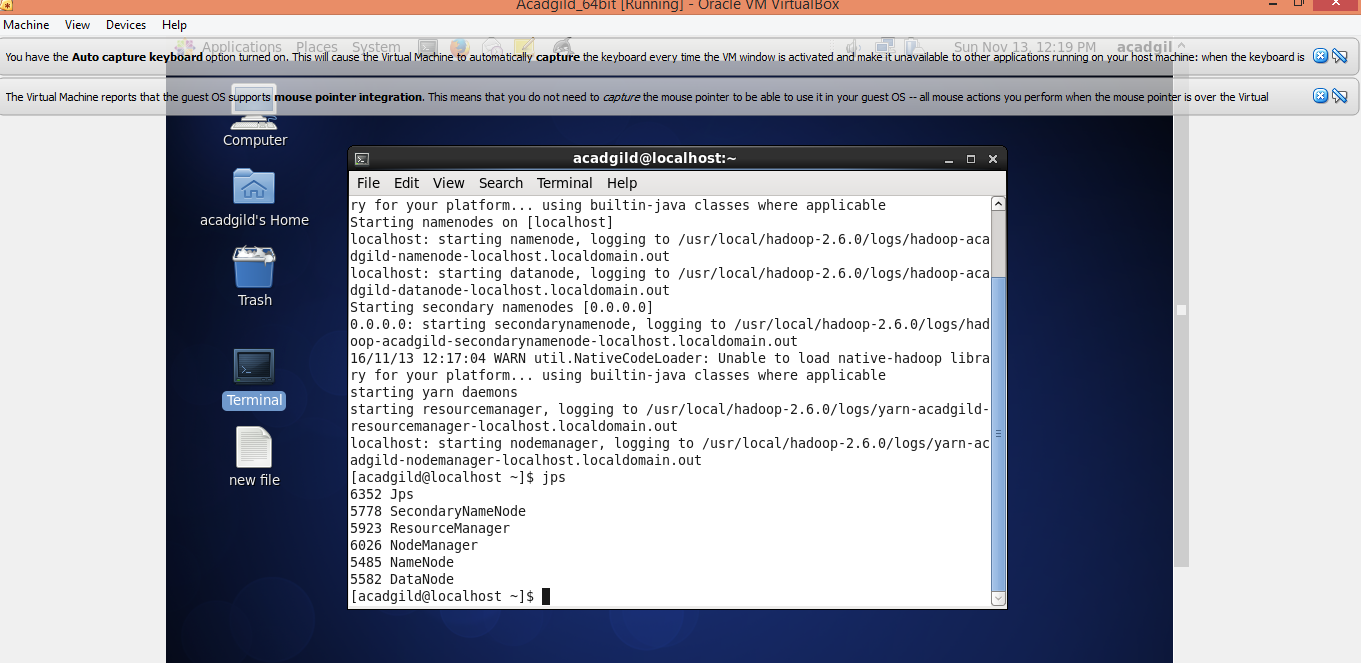 Acadgild_64bit [Running] - Oracle VM VirtualBox
Machine View Devices Help
Applications Places System Sun Nov 13, 12:19 PM acadgil
You have the Auto capture keyboard option turned on. This will cause the Virtual Machine to automatically capture the keyboard every time the VM window is activated and make it unavailable to other applications running on your host machine: when the keyboard is
The Virtual Machine reports that the guest OS supports mouse pointer integration. This means that you do not need to capture the mouse pointer to be able to use it in your guest OS -- all mouse actions you perform when the mouse pointer is over the Virtual
Computer
acadgild's Home
Trash
Terminal
new file
acadgild@localhost:~
File Edit View Search Terminal Help
ry for your platform... using builtin-java classes where applicable
Starting namenodes on [localhost]
localhost: starting namenode, logging to /usr/local/hadoop-2.6.0/logs/hadoop-aca
dgild-namenode-localhost.localdomain.out
localhost: starting datanode, logging to /usr/local/hadoop-2.6.0/logs/hadoop-aca
dgild-datanode-localhost.localdomain.out
Starting secondary namenodes [0.0.0.0]
0.0.0.0: starting secondarynamenode, logging to /usr/local/hadoop-2.6.0/logs/had
oop-acadgild-secondarynamenode-localhost.localdomain.out
16/11/13 12:17:04 WARN util.NativeCodeLoader: Unable to load native-hadoop libra
ry for your platform... using builtin-java classes where applicable
starting yarn daemons
starting resourcemanager, logging to /usr/local/hadoop-2.6.0/logs/yarn-acadgild-
resourcemanager-localhost.localdomain.out
localhost: starting nodemanager, logging to /usr/local/hadoop-2.6.0/logs/yarn-ac
adgild-nodemanager-localhost.localdomain.out
[acadgild@localhost ~]$ jps
6352 Jps
5778 SecondaryNameNode
5923 ResourceManager
6026 NodeManager
5485 NameNode
5582 DataNode
[acadgild@localhost ~]$